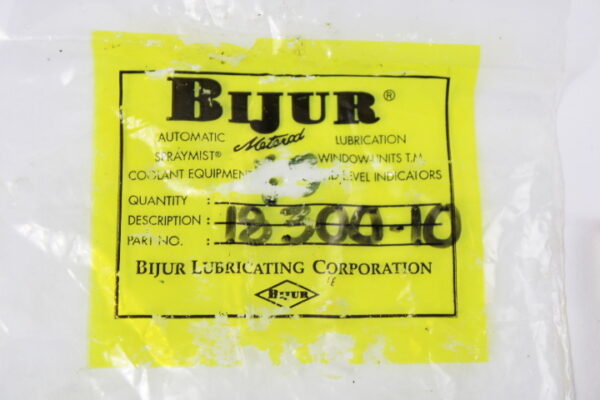 BIJUR®
AUTOMATIC Metered LUBRICATION
SPRAYMIST® WINDOW-UNITS T.M.
COOLANT EQUIPMENT LEVEL INDICATORS
QUANTITY :
DESCRIPTION : 18300-10
PART NO. :
BIJUR LUBRICATING CORPORATION
BIJUR